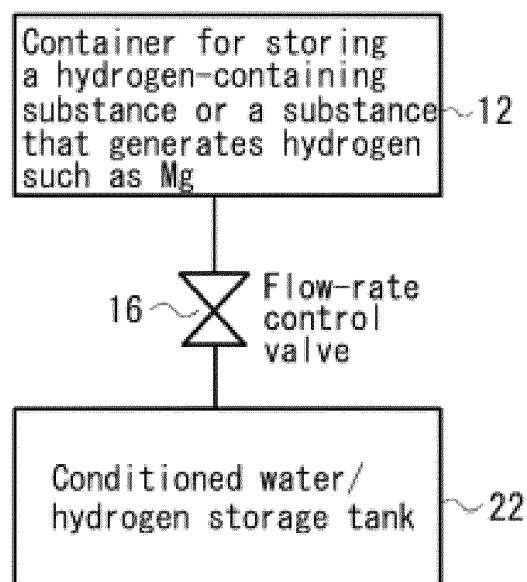 Container for storing
a hydrogen-containing
substance or a substance
that generates hydrogen
such as Mg
12
16
Flow-rate
control
valve
Conditioned water/
hydrogen storage tank
22